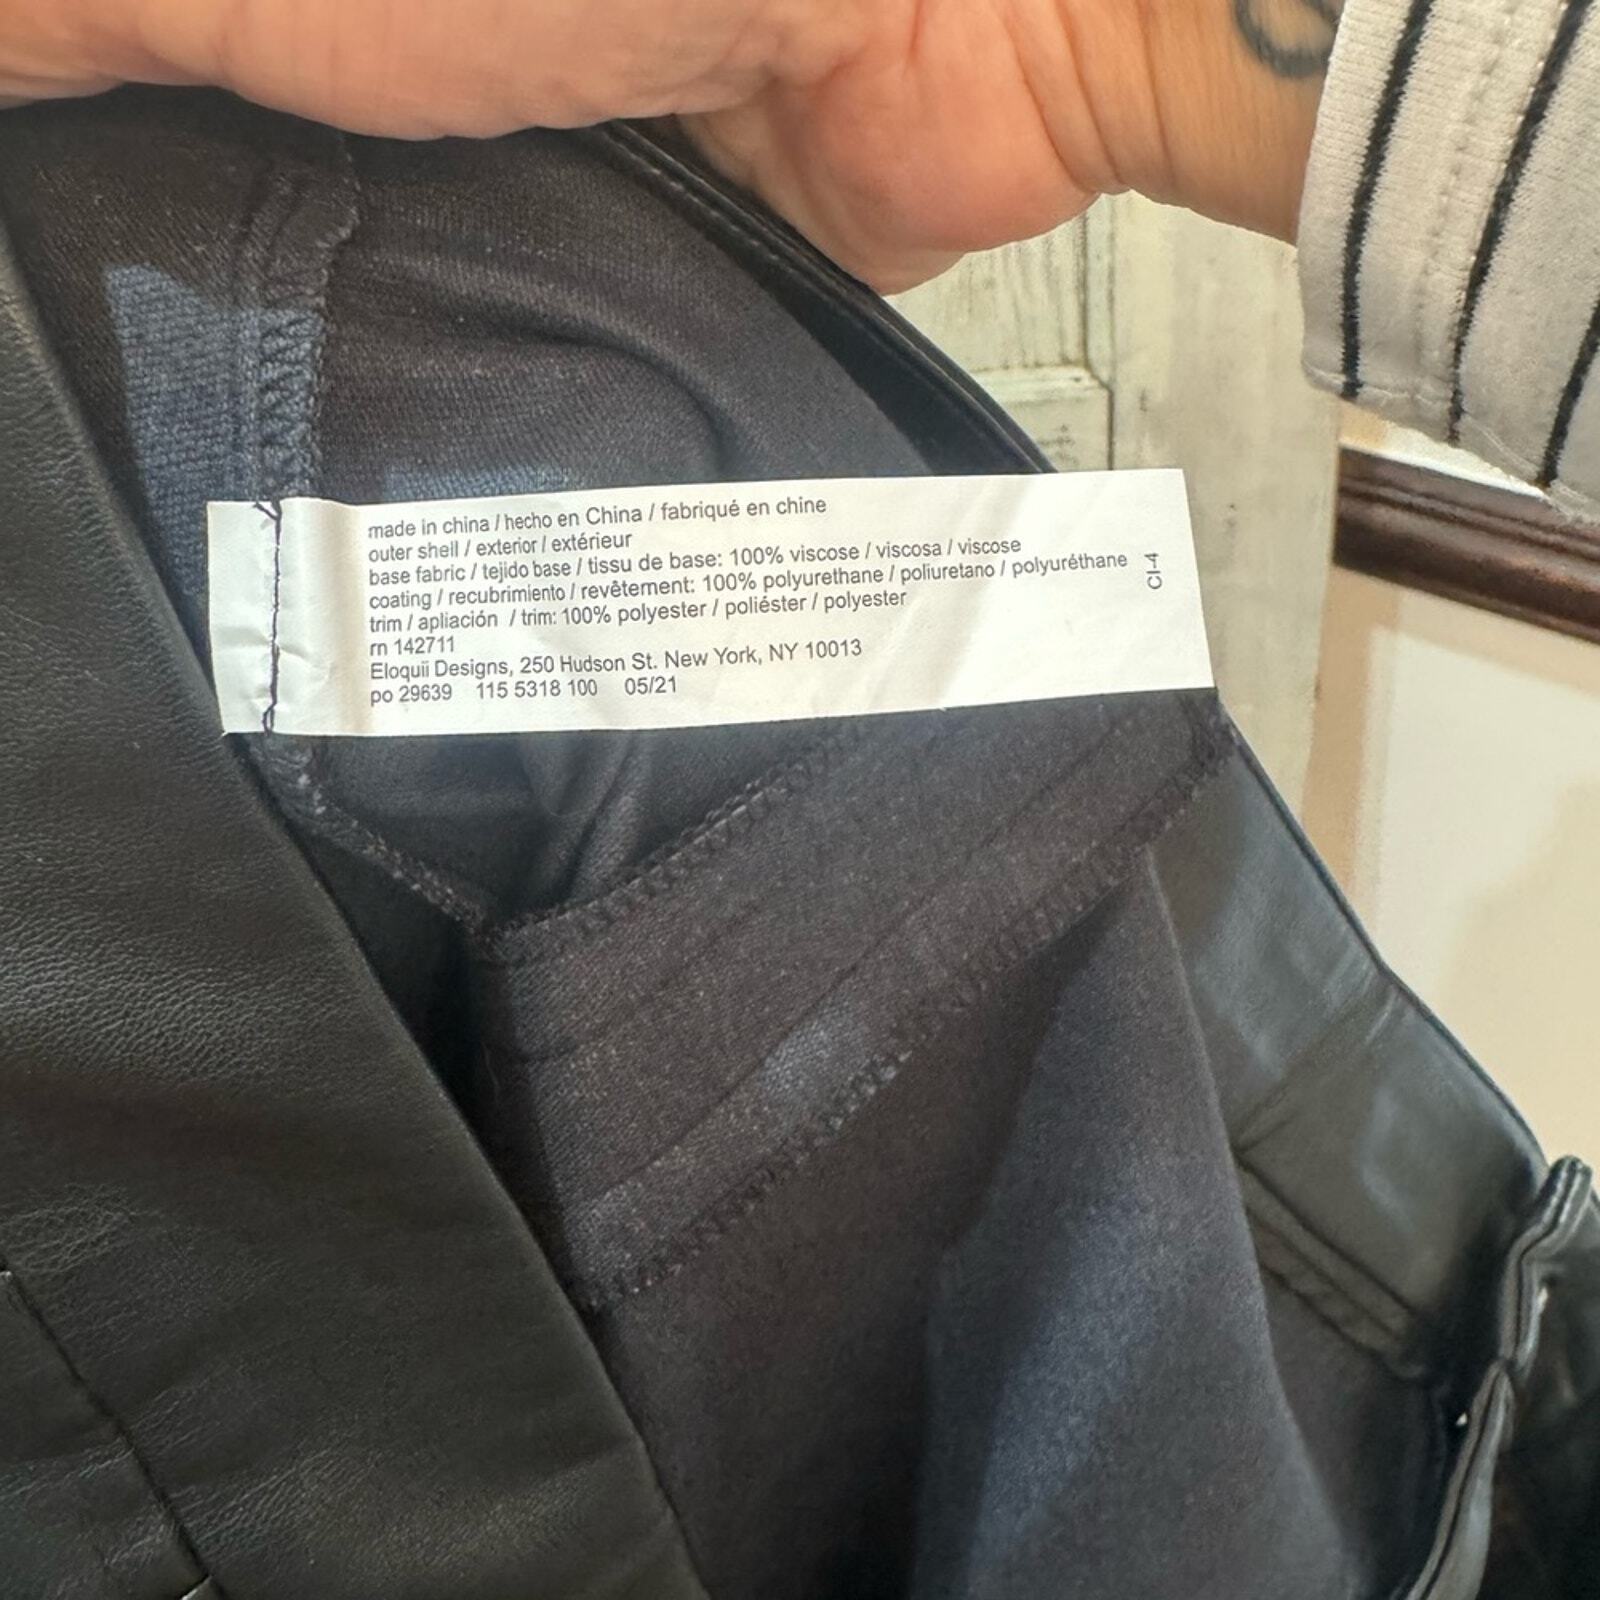 made in china / hecho en China / fabriqué en chine
outer shell / exterior / extérieur
base fabric / tejido base / tissu de base: 100% viscose / viscosa / viscose
coating / recubrimiento / revêtement: 100% polyurethane / poliuretano / polyuréthane
trim / apliación / trim: 100% polyester / poliéster / polyester
rn 142711
Eloquii Designs, 250 Hudson St. New York, NY 10013
po 29639 115 5318 100 05/21
CI-4